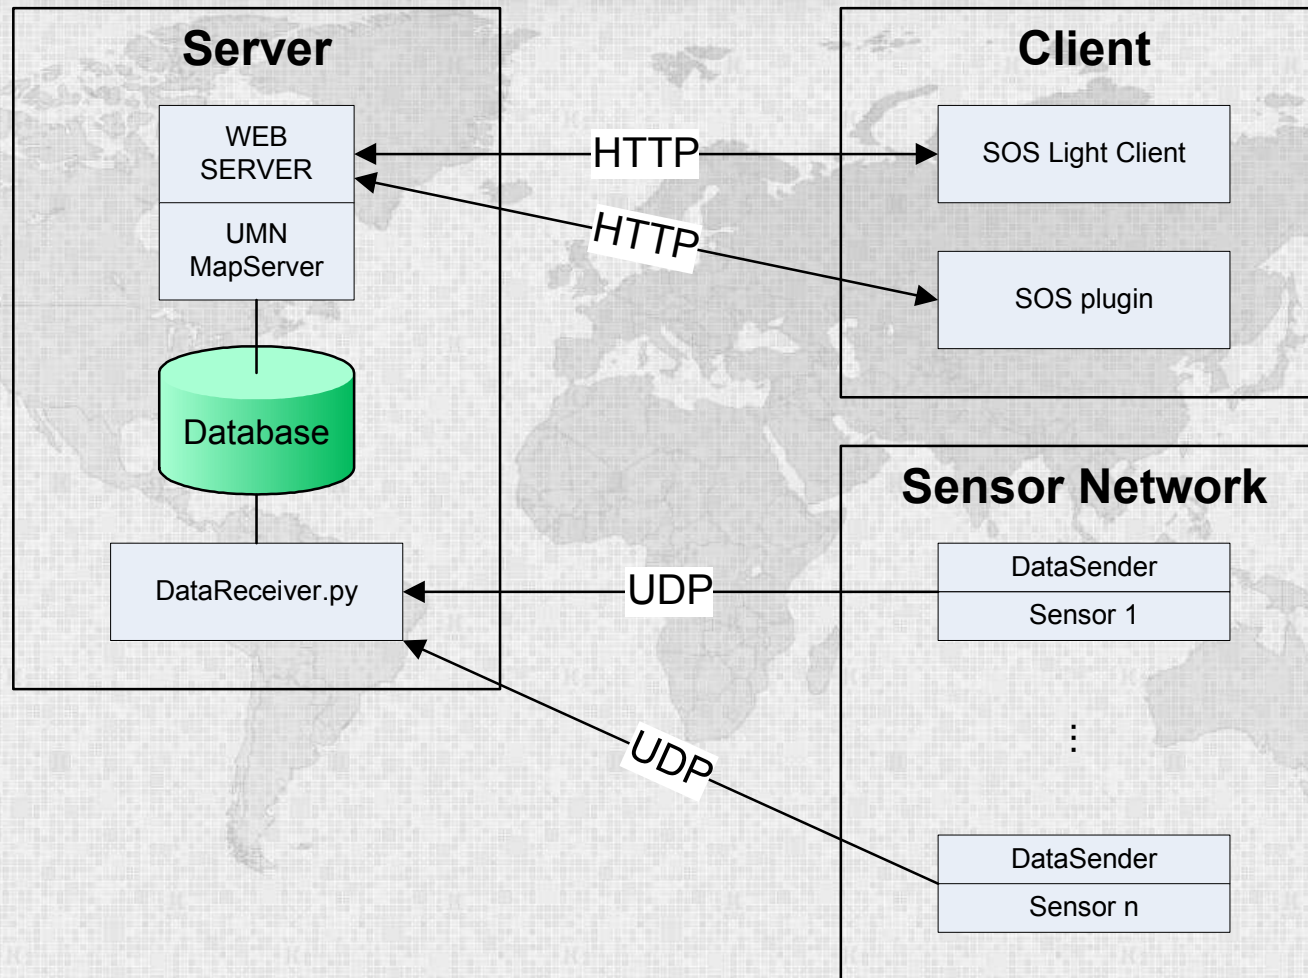 Server
WEB
SERVER
UMN
MapServer
Database
DataReceiver.py
HTTP
HTTP
UDP
UDP
Client
SOS Light Client
SOS plugin
Sensor Network
DataSender
Sensor 1
...
DataSender
Sensor n